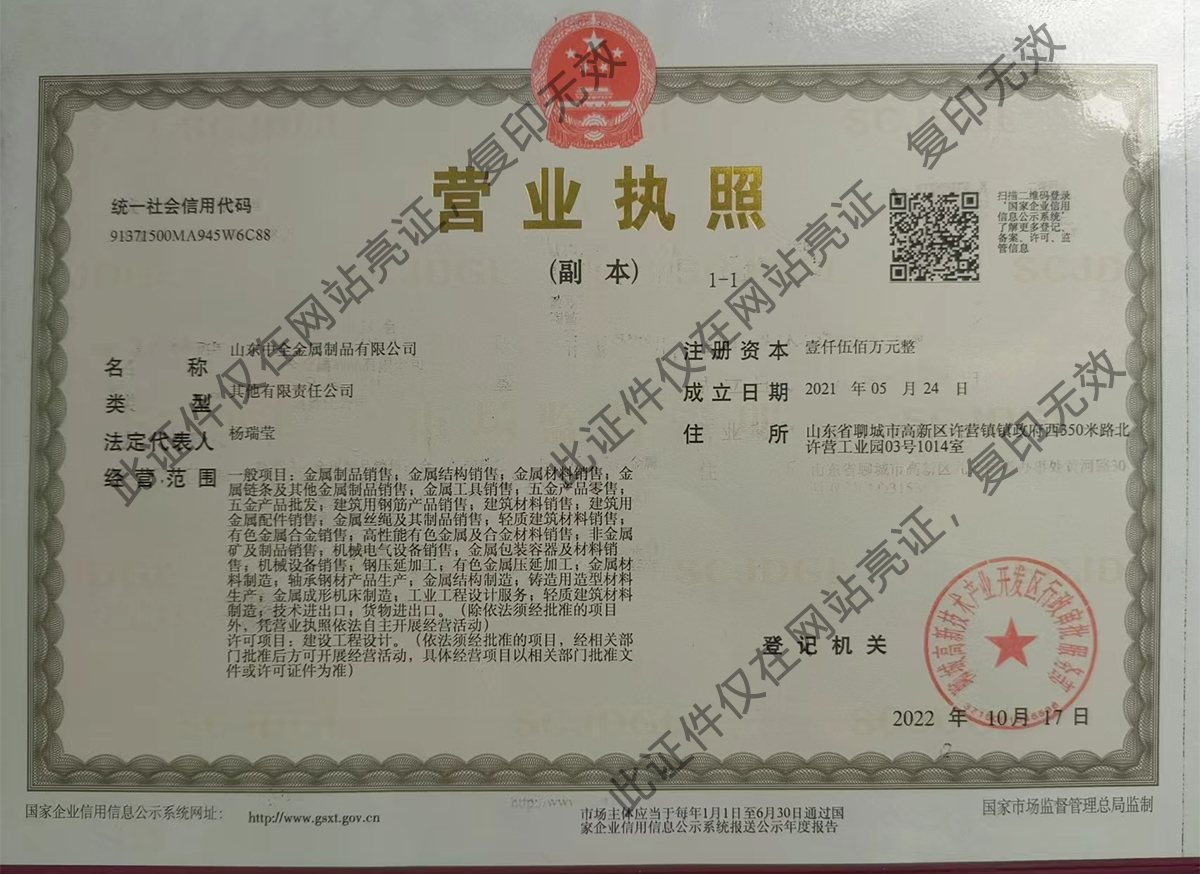 营业执照
（副 本） 1-1
统一社会信用代码
91371500MA945W6C88
扫描二维码登录
'国家企业信用
信息公示系统'
了解更多登记、
备案、许可、监
管信息
名 称 山东中全金属制品有限公司
类 型 其他有限责任公司
法定代表人 杨瑞莹
经营范围 一般项目：金属制品销售；金属结构销售；金属材料销售；金
属链条及其他金属制品销售；金属工具销售；五金产品零售；
五金产品批发；建筑用钢筋产品销售；建筑材料销售；建筑用
金属配件销售；金属丝绳及其制品销售；轻质建筑材料销售；
有色金属合金销售；高性能有色金属及合金材料销售；非金属
矿及制品销售；机械电气设备销售；金属包装容器及材料销
售；机械设备销售；钢压延加工；有色金属压延加工；金属材
料制造；轴承钢材产品生产；金属结构制造；铸造用造型材料
生产；金属成形机床制造；工业工程设计服务；轻质建筑材料
制造；技术进出口；货物进出口。（除依法须经批准的项目
外，凭营业执照依法自主开展经营活动）
许可项目：建设工程设计。（依法须经批准的项目，经相关部
门批准后方可开展经营活动，具体经营项目以相关部门批准文
件或许可证件为准）
注册资本 壹仟伍佰万元整
成立日期 2021 年 05 月 24 日
住 所 山东省聊城市高新区许营镇镇政府西350米路北
许营工业园03号1014室
登记机关
聊城高新技术产业开发区行政审批服务部
2022 年 10月 17 日
国家企业信用信息公示系统网址： http://www.gsxt.gov.cn
市场主体应当于每年1月1日至6月30日通过国
家企业信用信息公示系统报送公示年度报告
国家市场监督管理总局监制
此证件仅在网站亮证，复印无效
此证件仅在网站亮证，复印无效
此证件仅在网站亮证，复印无效